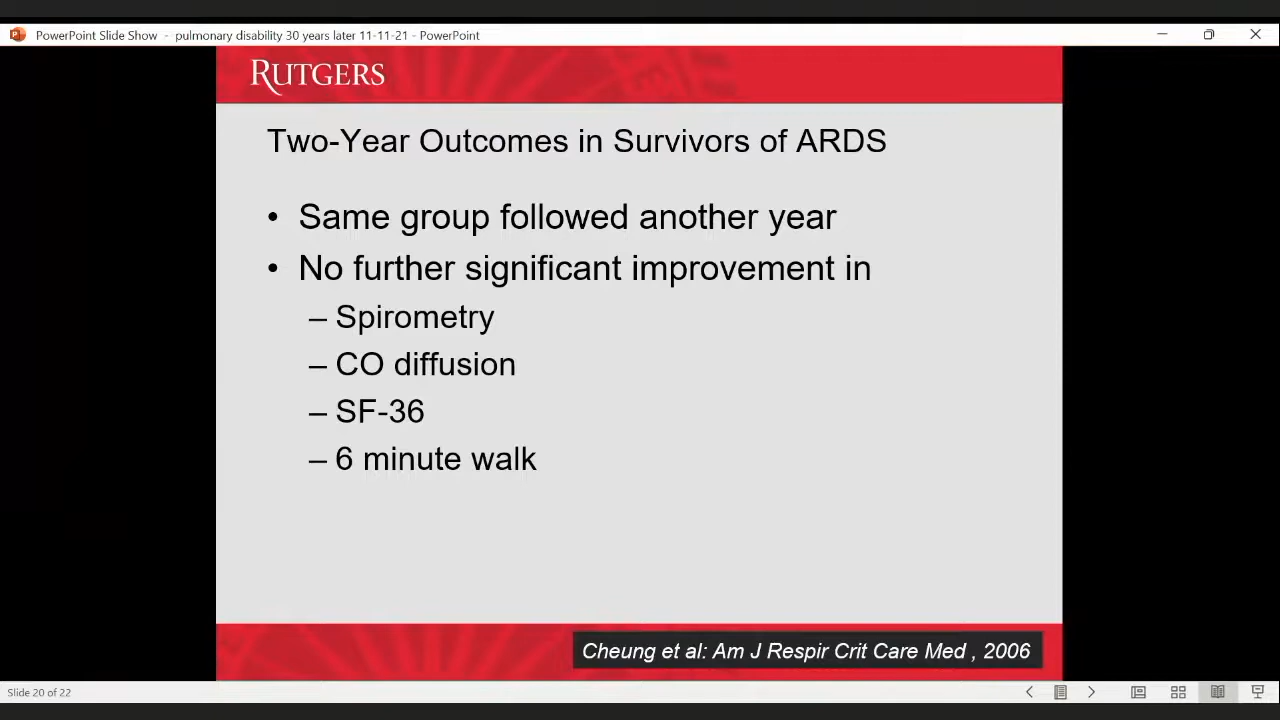 PowerPoint Slide Show - pulmonary disability 30 years later 11-11-21 - PowerPoint
RUTGERS
Two-Year Outcomes in Survivors of ARDS
• Same group followed another year
• No further significant improvement in
– Spirometry
– CO diffusion
– SF-36
– 6 minute walk
Cheung et al: Am J Respir Crit Care Med , 2006
Slide 20 of 22